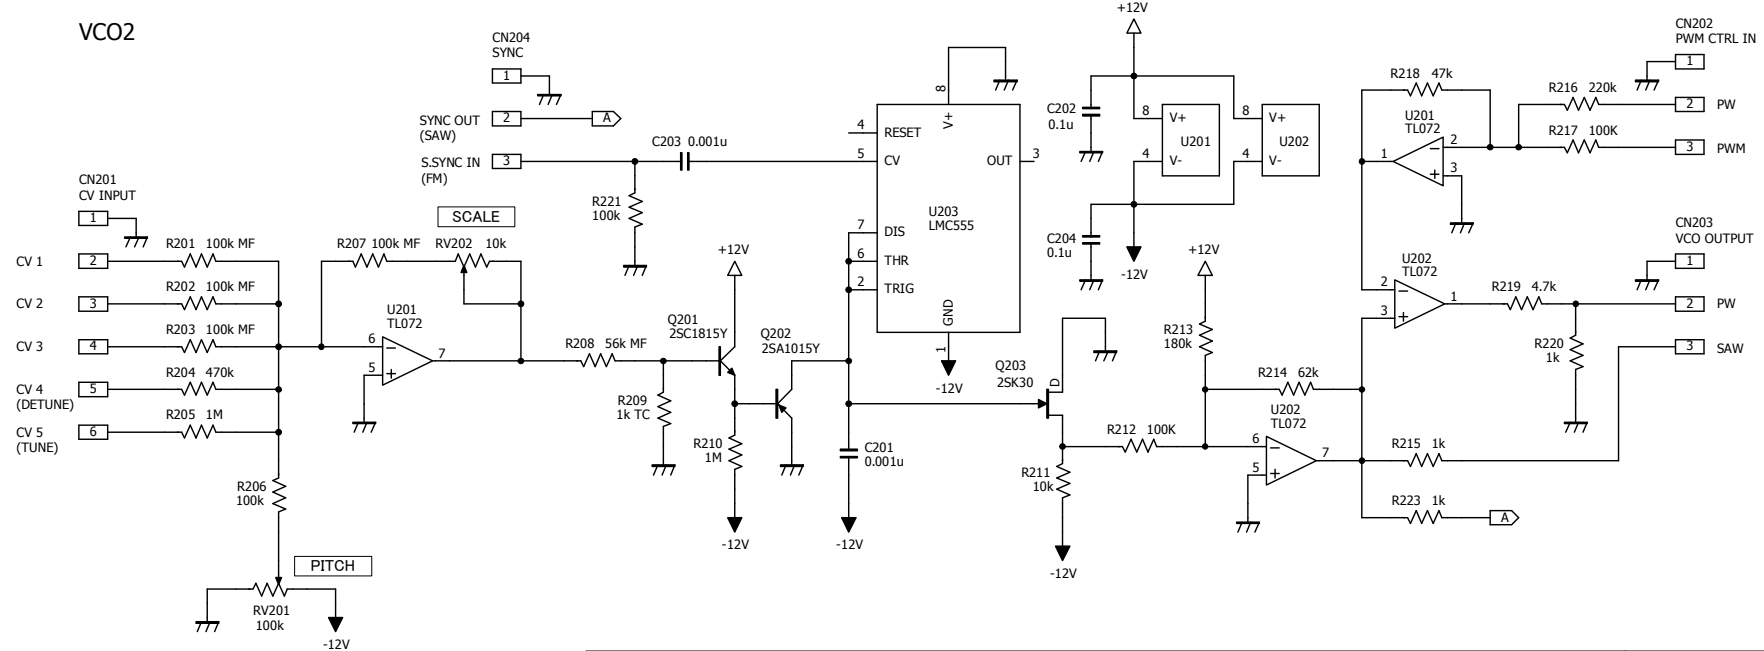 VCO2
CN204
SYNC
1
SYNC OUT
(SAW)
2
A
S.SYNC IN
(FM)
3
C203 0.001u
R221
100k
CN201
CV INPUT
1
CV 1
2
R201 100k MF
CV 2
3
R202 100k MF
CV 3
4
R203 100k MF
CV 4
(DETUNE)
5
R204 470k
CV 5
(TUNE)
6
R205 1M
R206
100k
PITCH
RV201
100k
-12V
R207 100k MF
SCALE
RV202 10k
U201
TL072
6
5
7
R208 56k MF
R209
1k TC
+12V
Q201
2SC1815Y
Q202
2SA1015Y
R210
1M
-12V
C201
0.001u
-12V
8
V+
4
RESET
5
CV
OUT
3
U203
LMC555
7
DIS
6
THR
2
TRIG
GND
1
-12V
+12V
C202
0.1u
8
V+
U201
4
V-
8
V+
U202
4
V-
C204
0.1u
-12V
Q203
2SK30
D
R211
10k
-12V
R212 100K
+12V
R213
180k
R214 62k
U202
TL072
6
5
7
R215 1k
R223 1k
A
R218 47k
U201
TL072
1
2
3
R216 220k
R217 100K
CN202
PWM CTRL IN
1
2
PW
3
PWM
U202
TL072
2
3
1
R219 4.7k
R220
1k
CN203
VCO OUTPUT
1
2
PW
3
SAW